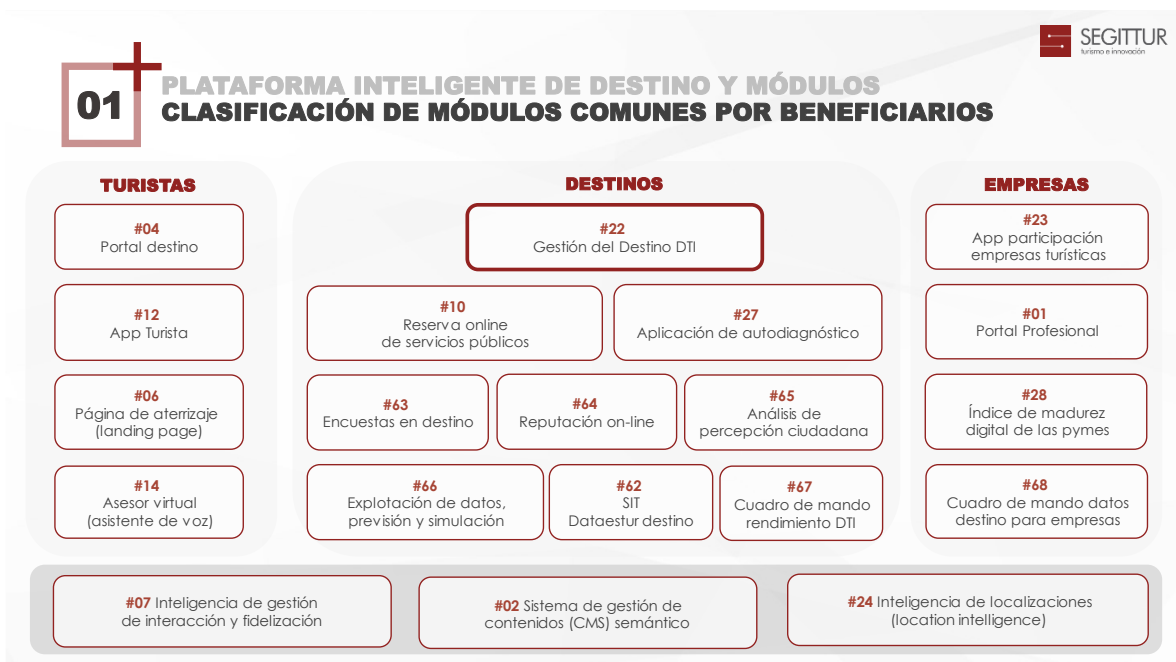 SEGITTUR
turismo e innovación
01
PLATAFORMA INTELIGENTE DE DESTINO Y MÓDULOS
CLASIFICACIÓN DE MÓDULOS COMUNES POR BENEFICIARIOS
TURISTAS
#04
Portal destino
#12
App Turista
#06
Página de aterrizaje
(landing page)
#14
Asesor virtual
(asistente de voz)
DESTINOS
#22
Gestión del Destino DTI
#10
Reserva online
de servicios públicos
#27
Aplicación de autodiagnóstico
#63
Encuestas en destino
#64
Reputación on-line
#65
Análisis de
percepción ciudadana
#66
Explotación de datos,
previsión y simulación
#62
SIT
Dataestur destino
#67
Cuadro de mando
rendimiento DTI
EMPRESAS
#23
App participación
empresas turísticas
#01
Portal Profesional
#28
Índice de madurez
digital de las pymes
#68
Cuadro de mando datos
destino para empresas
#07 Inteligencia de gestión
de interacción y fidelización
#02 Sistema de gestión de
contenidos (CMS) semántico
#24 Inteligencia de localizaciones
(location intelligence)